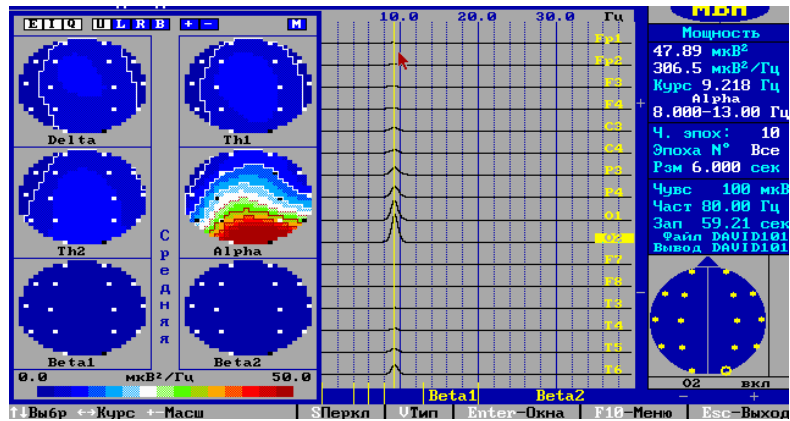 E I Q U L R B + - M
Delta Th1
Th2 Alpha
Средняя
Beta1 Beta2
0.0 мкВ²/Гц 50.0
10.0 20.0 30.0 Гц
Fp1
Fp2
F3
F4
C3
C4
P3
P4
O1
O2
F7
F8
T3
T4
T5
T6
Beta1 Beta2
МВН
Мощность
47.89 мкВ²
306.5 мкВ²/Гц
Курс 9.218 Гц
Alpha
8.000-13.00 Гц
Ч. эпох: 10
Эпоха N° Все
Рзм 6.000 сек
Чувс 100 мкВ
Част 80.00 Гц
Зап 59.21 сек
Файл DAVID101
Вывод DAVID101
O2 вкл
- +
↑↓Выбр ↔Курс +-Масш SПеркл VТип Enter-Окна F10-Меню Esc-Выход